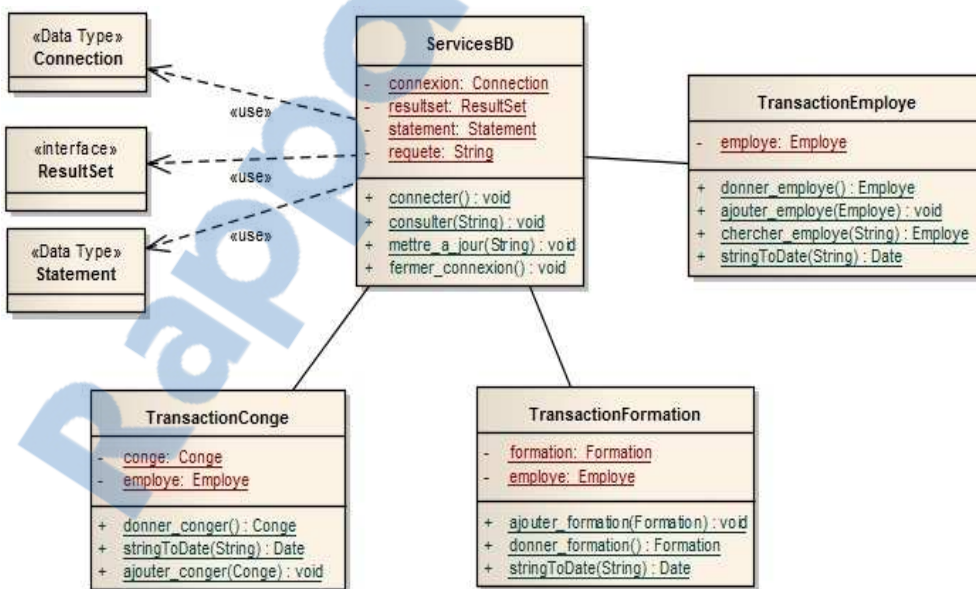 «Data Type»
Connection
«interface»
ResultSet
«Data Type»
Statement
«use»
«use»
«use»
ServicesBD
- connexion: Connection
- resultset: ResultSet
- statement: Statement
- requete: String
+ connecter() : void
+ consulter(String) : void
+ mettre_a_jour(String) : void
+ fermer_connexion() : void
TransactionEmploye
- employe: Employe
+ donner_employe() : Employe
+ ajouter_employe(Employe) : void
+ chercher_employe(String) : Employe
+ stringToDate(String) : Date
TransactionConge
- conge: Conge
- employe: Employe
+ donner_conger() : Conge
+ stringToDate(String) : Date
+ ajouter_conger(Conge) : void
TransactionFormation
- formation: Formation
- employe: Employe
+ ajouter_formation(Formation) : void
+ donner_formation() : Formation
+ stringToDate(String) : Date